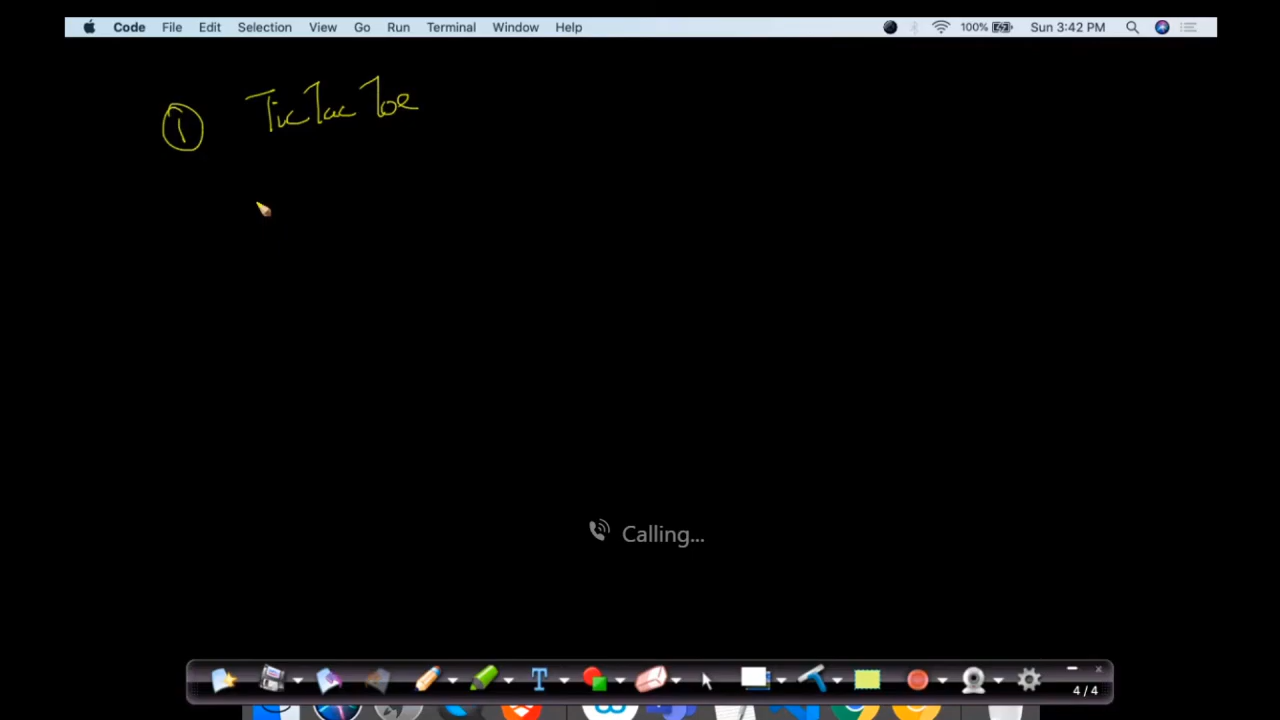 Code File Edit Selection View Go Run Terminal Window Help 100% Sun 3:42 PM
① TicTacToe
Calling...
T
4 / 4